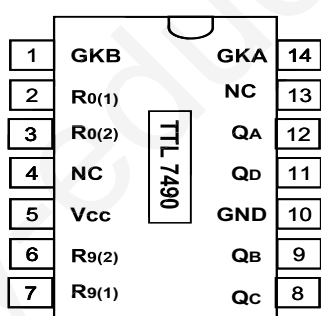 1 GKB GKA 14
2 R0(1) NC 13
3 R0(2) QA 12
4 NC QD 11
5 Vcc GND 10
6 R9(2) QB 9
7 R9(1) QC 8
TTL 7490